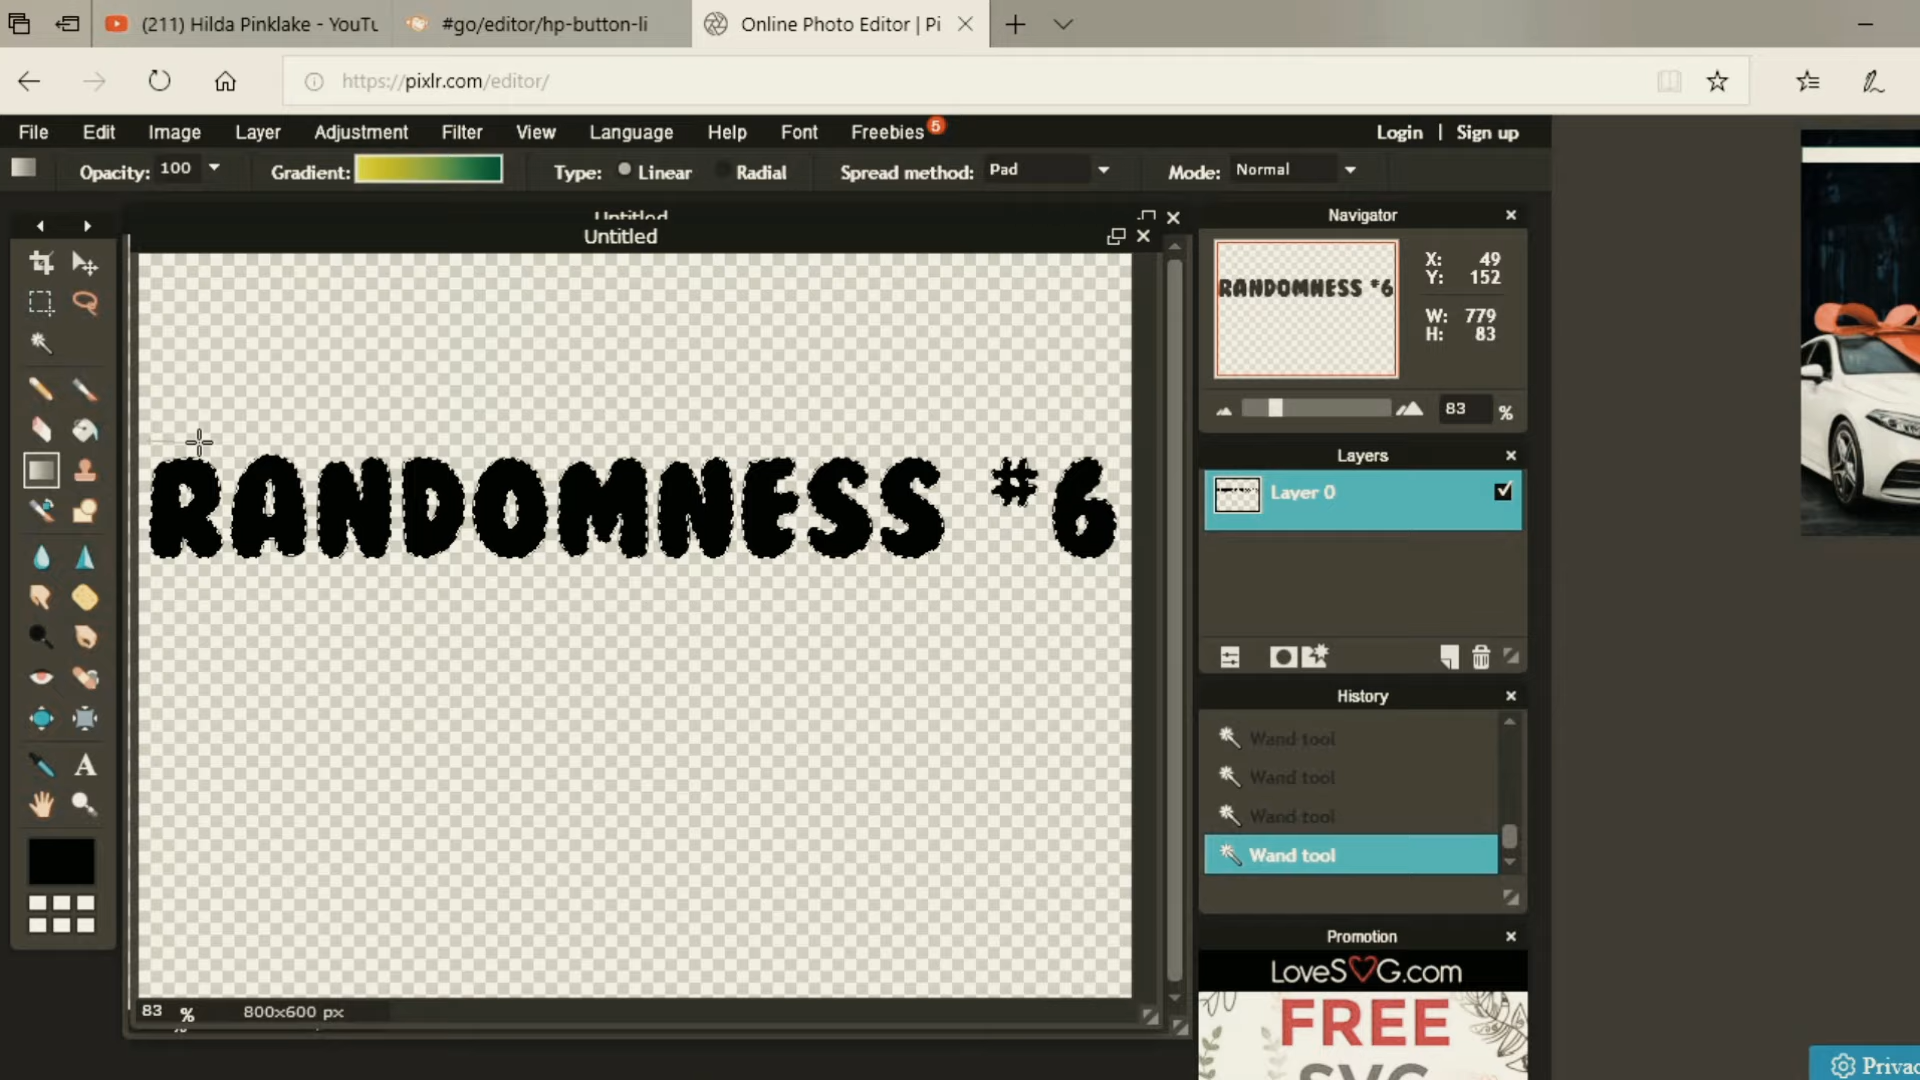 (211) Hilda Pinklake - YouTu
#go/editor/hp-button-li
Online Photo Editor | Pi
https://pixlr.com/editor/
File Edit Image Layer Adjustment Filter View Language Help Font Freebies 5 Login | Sign up
Opacity: 100 Gradient: Type: Linear Radial Spread method: Pad Mode: Normal
Untitled
Untitled
RANDOMNESS #6
83 % 800x600 px
Navigator
RANDOMNESS #6
X: 49
Y: 152
W: 779
H: 83
83 %
Layers
Layer 0
History
Wand tool
Wand tool
Wand tool
Wand tool
Promotion
LoveSVG.com
FREE
SVG
A
Privac